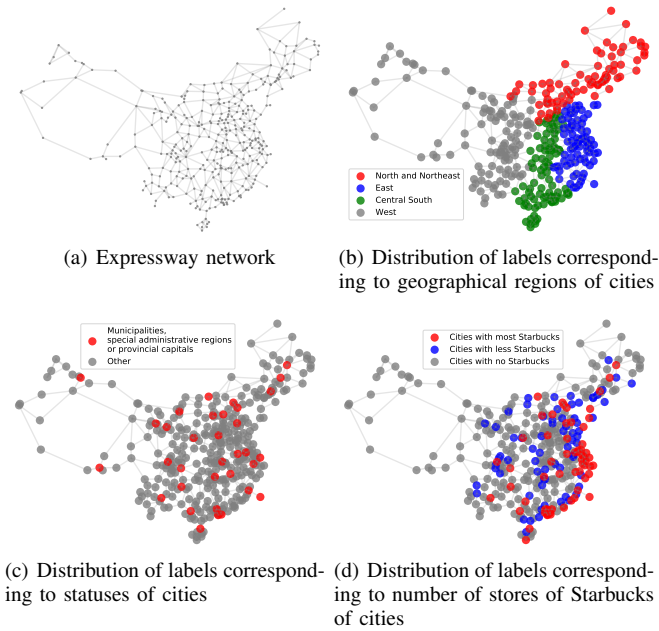 (a) Expressway network
North and Northeast
East
Central South
West
(b) Distribution of labels correspond-
ing to geographical regions of cities
Municipalities,
special administrative regions
or provincial capitals
Other
(c) Distribution of labels correspond-
ing to statuses of cities
Cities with most Starbucks
Cities with less Starbucks
Cities with no Starbucks
(d) Distribution of labels correspond-
ing to number of stores of Starbucks
of cities